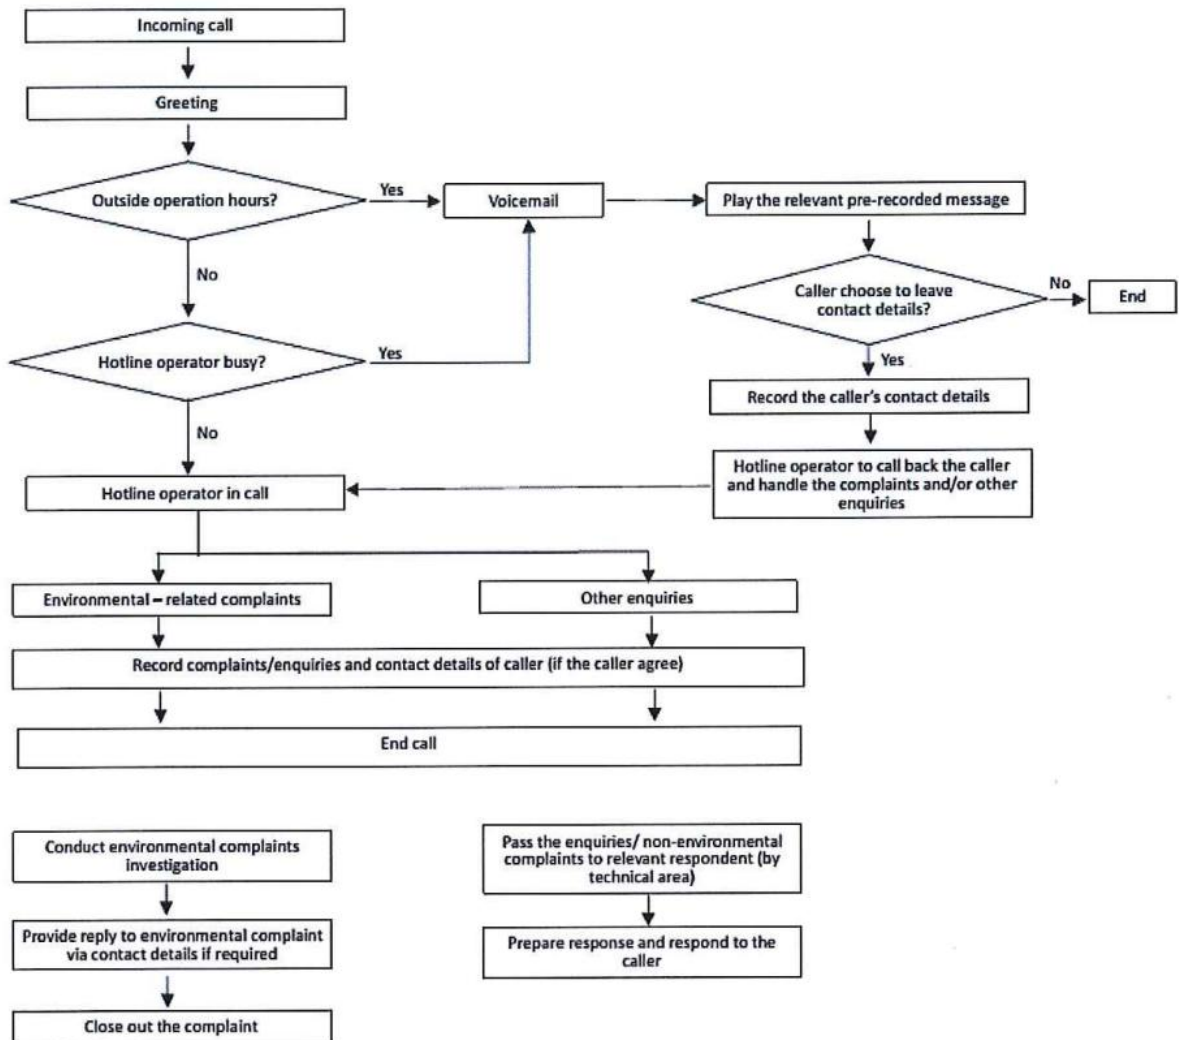 Incoming call
Greeting
Outside operation hours?
Yes
Voicemail
Play the relevant pre-recorded message
No
Caller choose to leave
contact details?
No
End
Hotline operator busy?
Yes
Yes
Record the caller's contact details
No
Hotline operator to call back the caller
and handle the complaints and/or other
enquiries
Hotline operator in call
Environmental – related complaints
Other enquiries
Record complaints/enquiries and contact details of caller (if the caller agree)
End call
Conduct environmental complaints
investigation
Pass the enquiries/ non-environmental
complaints to relevant respondent (by
technical area)
Provide reply to environmental complaint
via contact details if required
Prepare response and respond to the
caller
Close out the complaint